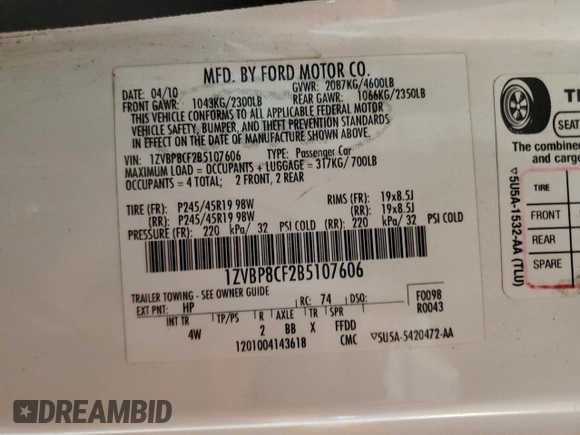 MFD. BY FORD MOTOR CO.
DATE: 04/10 GVWR: 2087KG/4600LB
FRONT GAWR: 1043KG/2300LB REAR GAWR: 1066KG/2350LB
THIS VEHICLE CONFORMS TO ALL APPLICABLE FEDERAL MOTOR
VEHICLE SAFETY, BUMPER, AND THEFT PREVENTION STANDARDS
IN EFFECT ON THE DATE OF MANUFACTURE SHOWN ABOVE.
VIN: 1ZVBP8CF2B5107606 TYPE: Passenger Car
MAXIMUM LOAD = OCCUPANTS + LUGGAGE = 317KG/700LB
OCCUPANTS = 4 TOTAL; 2 FRONT, 2 REAR
TIRE (FR): P245/45R19 98W RIMS (FR): 19x8.5J
(RR): P245/45R19 98W (RR): 19x8.5J
PRESSURE (FR): 220 kPa/ 32 PSI COLD (RR): 220 kPa/ 32 PSI COLD
1ZVBP8CF2B5107606
TRAILER TOWING - SEE OWNER GUIDE
EXT PNT: HP RC: 74 DSO: F0098
R0043
INT TR TP/PS R AXLE TR SPR
4W 2 BB X FFDD
12010041436​1B CMC ▽5U5A-5420472-AA
TI
SEAT
The combined
and cargo
TIRE
FRONT
REAR
SPARE
▽5U5A-1532-AA (TLU)
DREAMBID